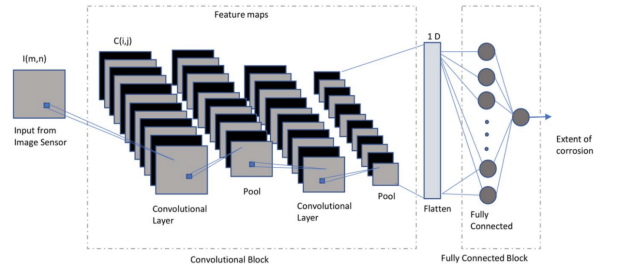 Feature maps
I(m,n)
C(i,j)
1 D
Input from
Image Sensor
Convolutional
Layer
Pool
Convolutional
Layer
Pool
Flatten
Fully
Connected
Extent of
corrosion
Convolutional Block
Fully Connected Block